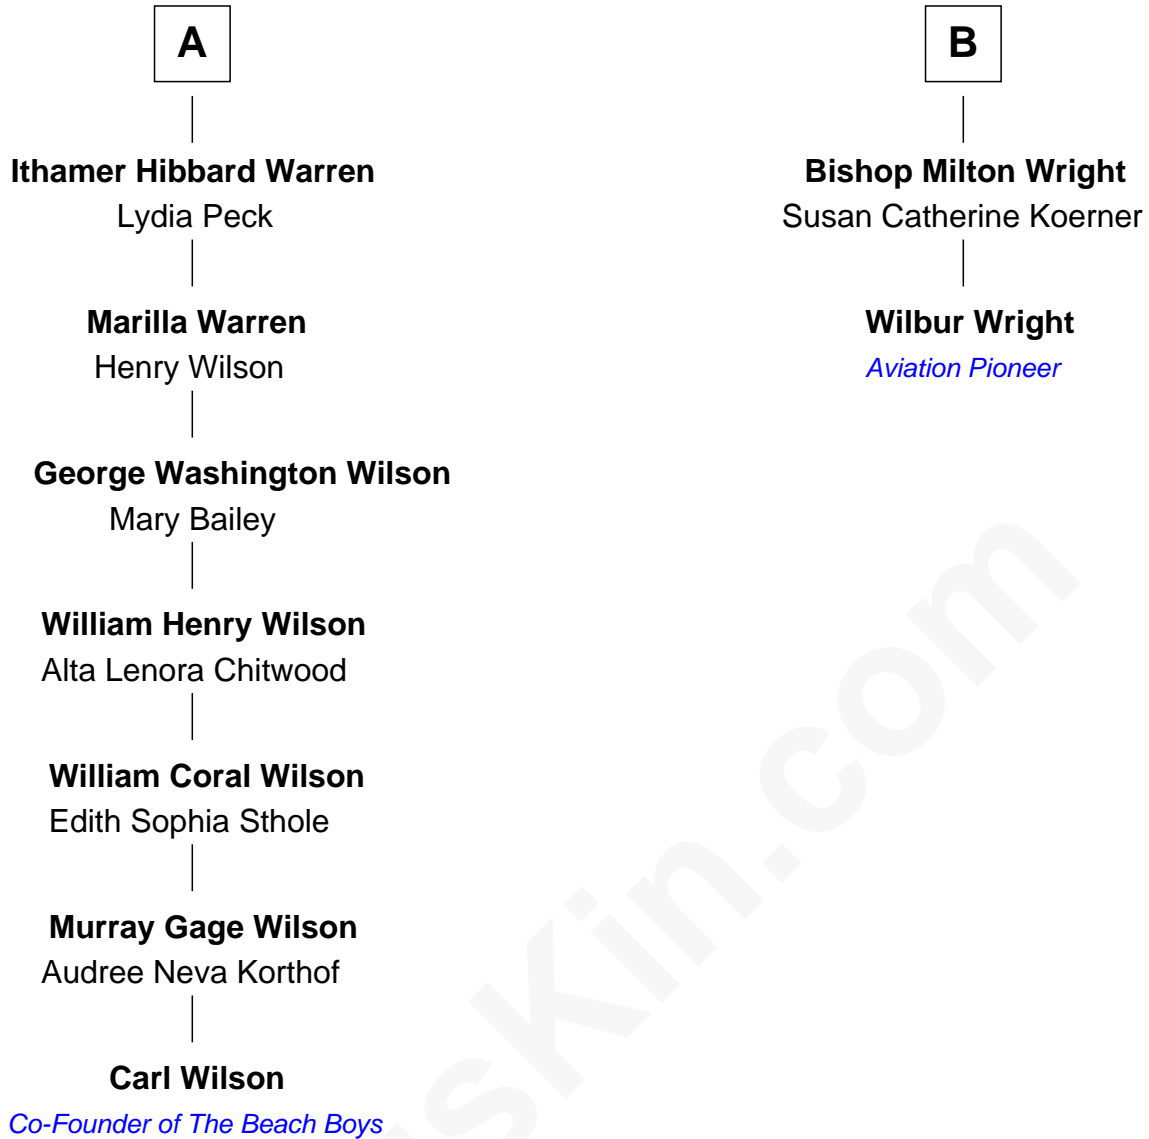 A
B
Ithamer Hibbard Warren
Lydia Peck
Bishop Milton Wright
Susan Catherine Koerner
Marilla Warren
Henry Wilson
Wilbur Wright
Aviation Pioneer
George Washington Wilson
Mary Bailey
William Henry Wilson
Alta Lenora Chitwood
William Coral Wilson
Edith Sophia Sthole
Murray Gage Wilson
Audree Neva Korthof
Carl Wilson
Co-Founder of The Beach Boys
usKin.com